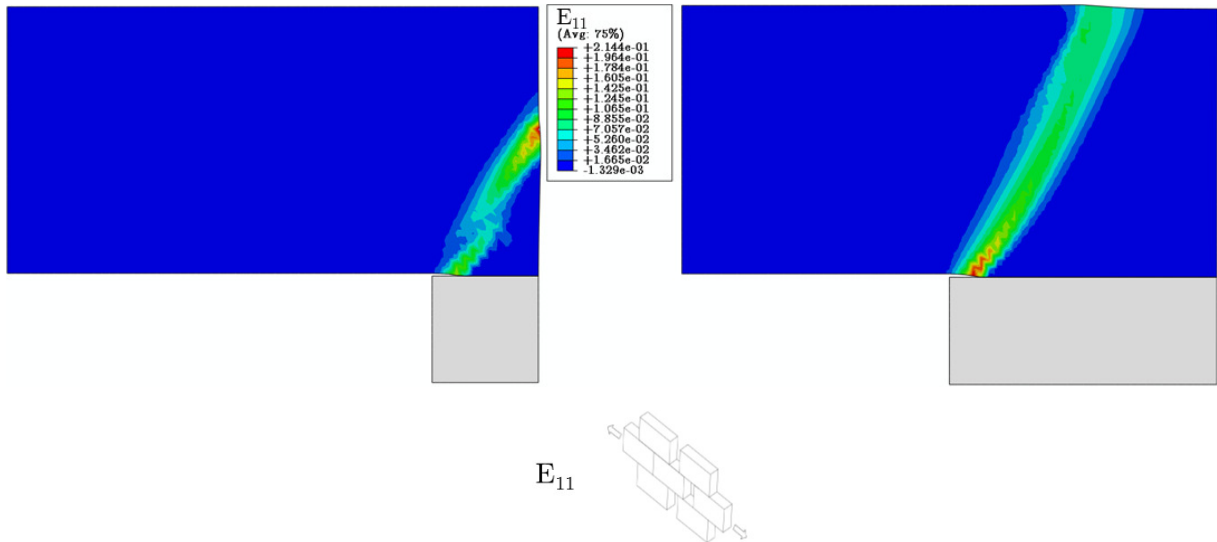 E₁₁
(Avg: 75%)
+2.144e-01
+1.964e-01
+1.784e-01
+1.605e-01
+1.425e-01
+1.245e-01
+1.065e-01
+8.855e-02
+7.057e-02
+5.260e-02
+3.462e-02
+1.665e-02
-1.329e-03
E₁₁